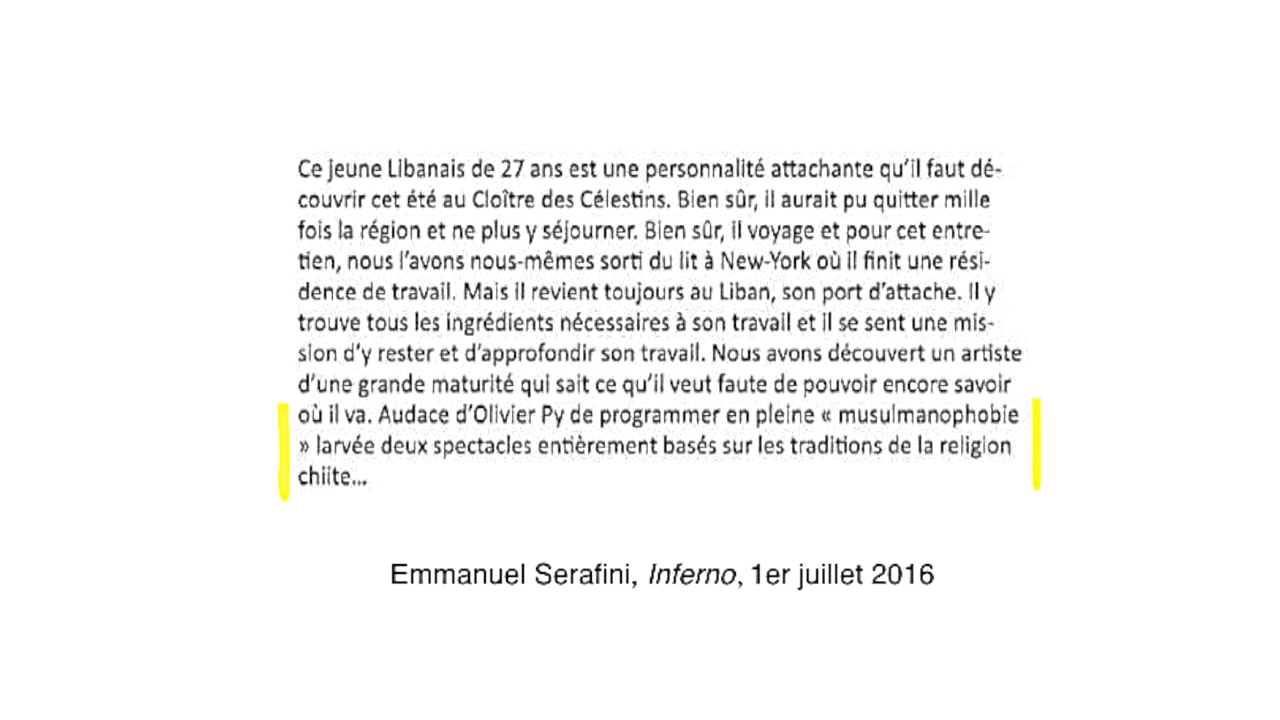 Ce jeune Libanais de 27 ans est une personnalité attachante qu'il faut dé-
couvrir cet été au Cloître des Célestins. Bien sûr, il aurait pu quitter mille
fois la région et ne plus y séjourner. Bien sûr, il voyage et pour cet entre-
tien, nous l'avons nous-mêmes sorti du lit à New-York où il finit une rési-
dence de travail. Mais il revient toujours au Liban, son port d'attache. Il y
trouve tous les ingrédients nécessaires à son travail et il se sent une mis-
sion d'y rester et d'approfondir son travail. Nous avons découvert un artiste
d'une grande maturité qui sait ce qu'il veut faute de pouvoir encore savoir
où il va. Audace d'Olivier Py de programmer en pleine « musulmanophobie
» larvée deux spectacles entièrement basés sur les traditions de la religion
chiite...
Emmanuel Serafini, Inferno, 1er juillet 2016